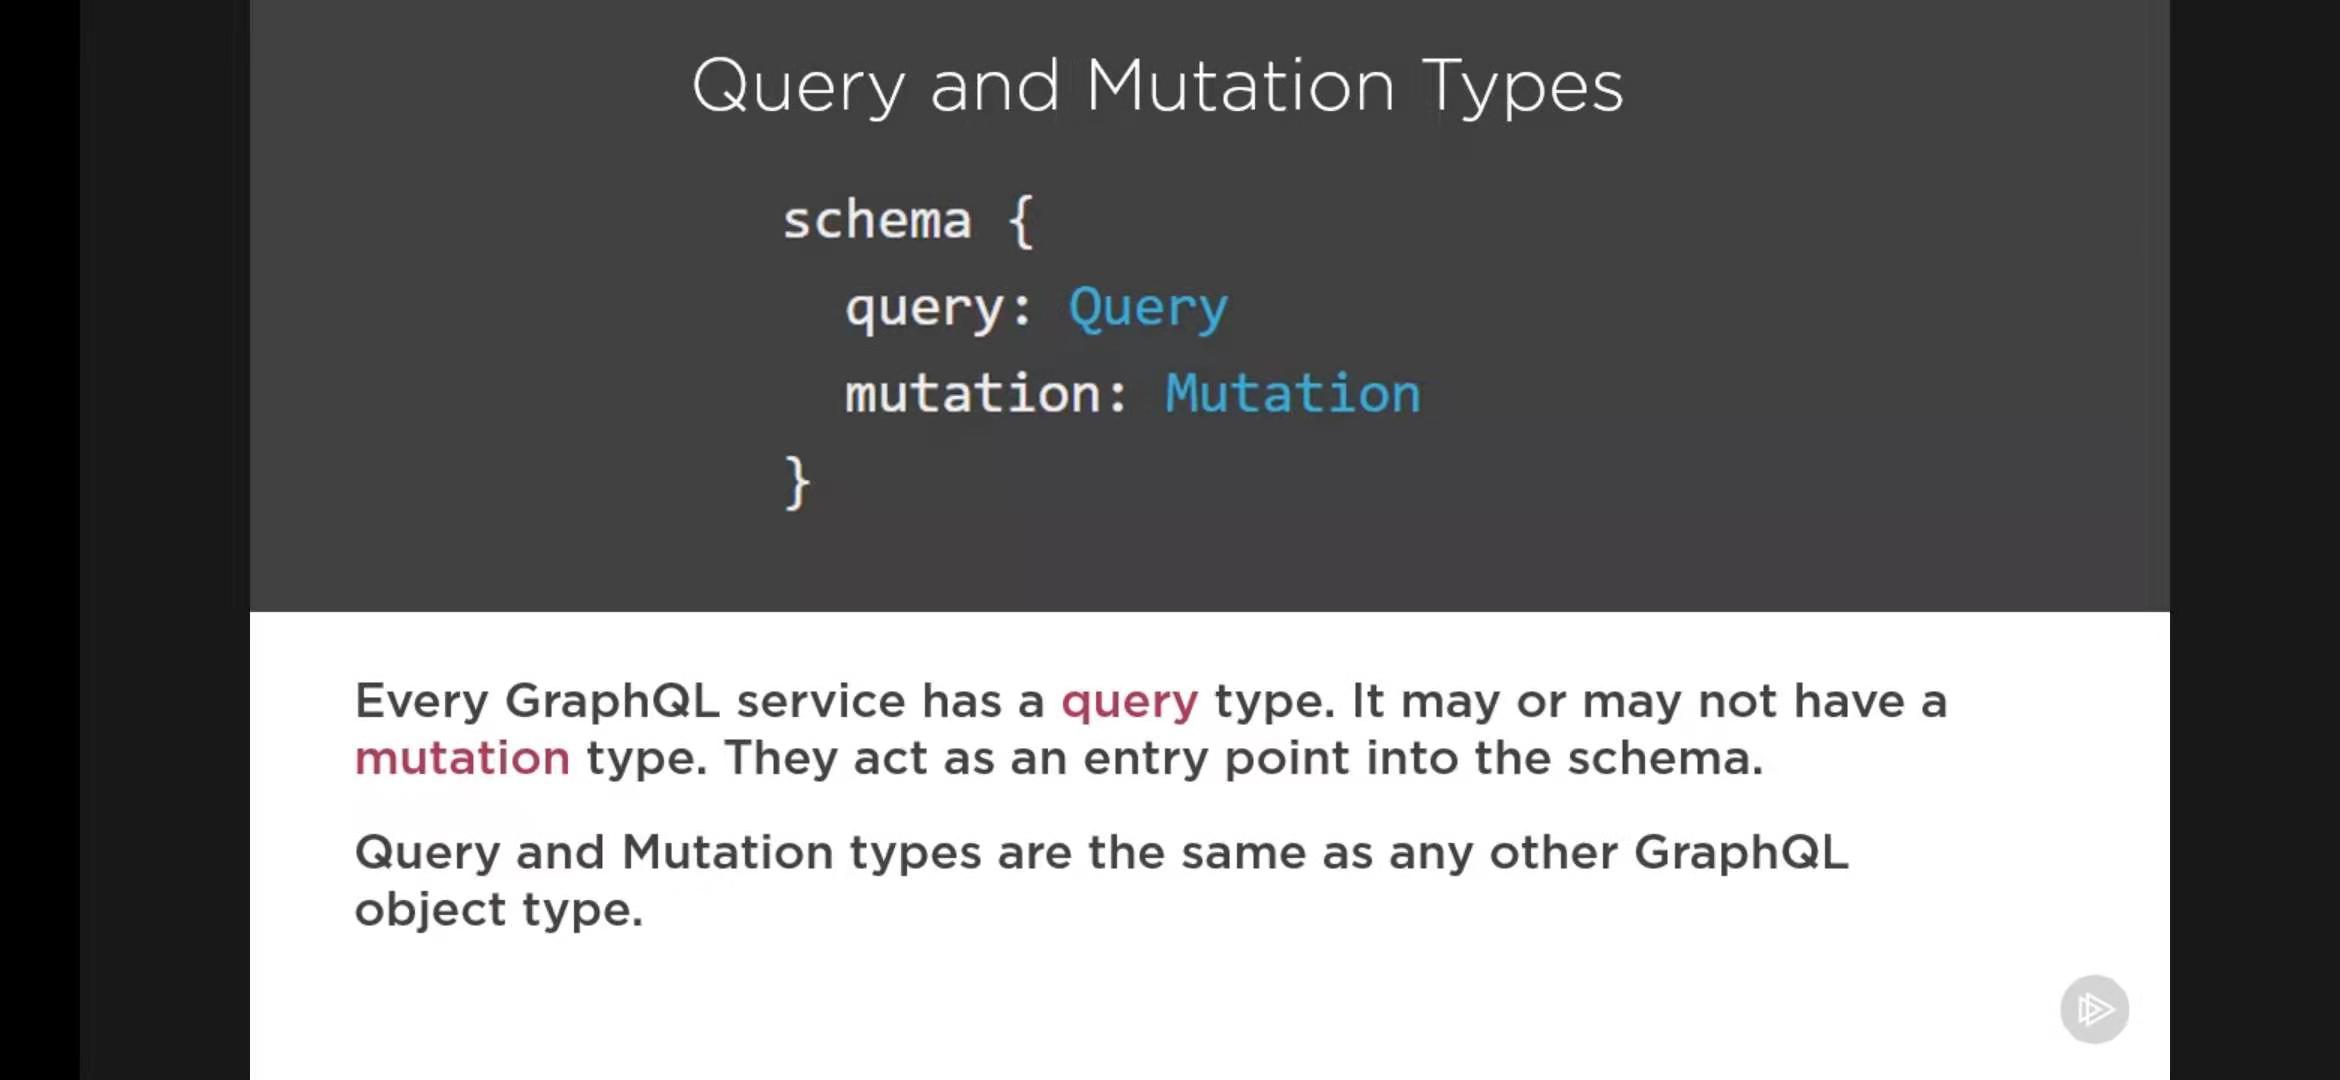 Query and Mutation Types
schema {
query: Query
mutation: Mutation
}
Every GraphQL service has a query type. It may or may not have a
mutation type. They act as an entry point into the schema.
Query and Mutation types are the same as any other GraphQL
object type.